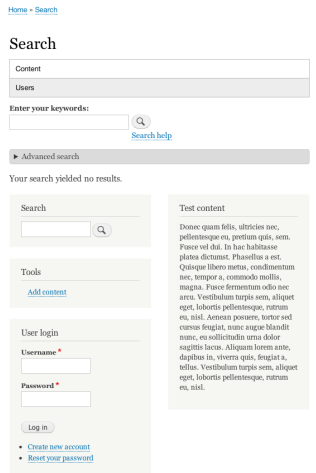 Home » Search
Search
Content
Users
Enter your keywords:
Search help
Advanced search
Your search yielded no results.
Search
Tools
Add content
User login
Username *
Password *
Log in
Create new account
Reset your password
Test content
Donec quam felis, ultricies nec,
pellentesque eu, pretium quis, sem.
Fusce vel dui. In hac habitasse
platea dictumst. Phasellus a est.
Quisque libero metus, condimentum
nec, tempor a, commodo mollis,
magna. Fusce fermentum odio nec
arcu. Vestibulum turpis sem, aliquet
eget, lobortis pellentesque, rutrum
eu, nisl. Aenean posuere, tortor sed
cursus feugiat, nunc augue blandit
nunc, eu sollicitudin urna dolor
sagittis lacus. Aliquam lorem ante,
dapibus in, viverra quis, feugiat a,
tellus. Vestibulum turpis sem, aliquet
eget, lobortis pellentesque, rutrum
eu, nisl.